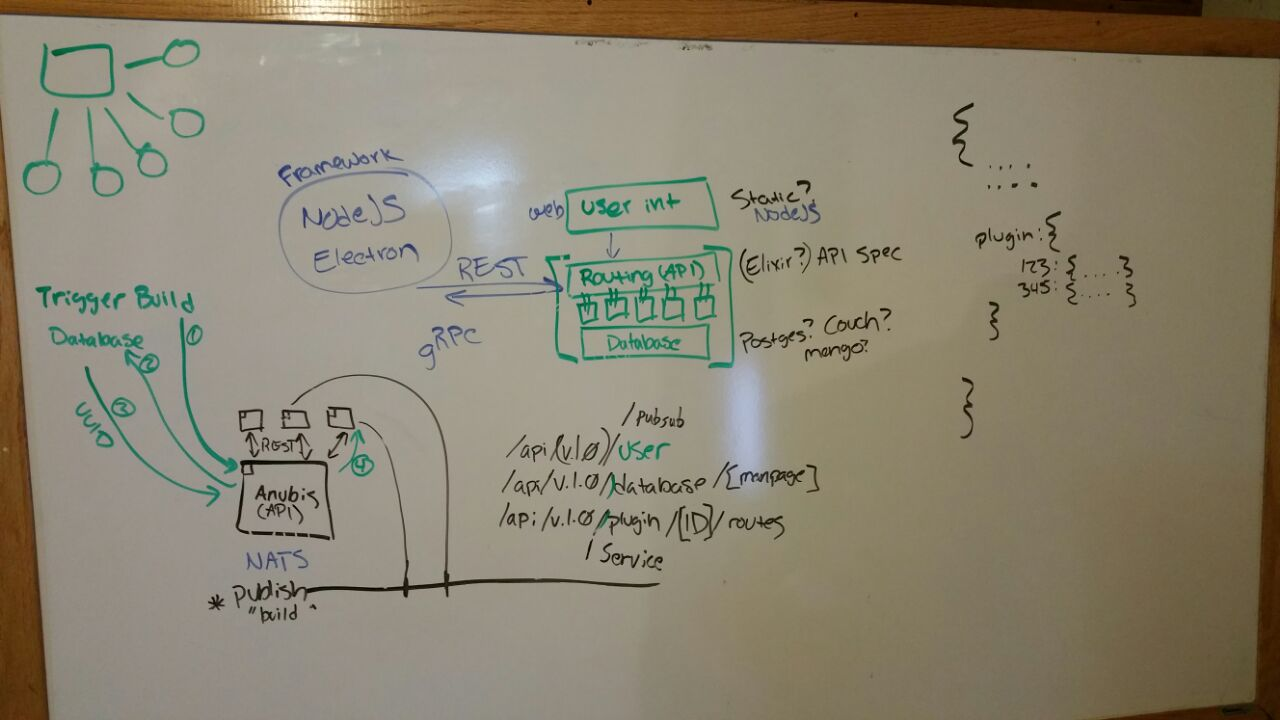 Framework
NodeJS
Electron
web
user int
Static?
NodeJS
REST
gRPC
Routing (API)
(Elixir?) API Spec
Database
Postges? Couch?
mongo?
{
....
....
plugin: {
123: {....}
345: {....}
}
}
Trigger Build
Database
①
②
③
UUID
REST
④
Anubis
(API)
NATS
* publish
"build"
/pubsub
/api/(v.1.0)/user
/api/v.1.0/database/[manpage]
/api/v.1.0/plugin/[ID]/routes
/ Service